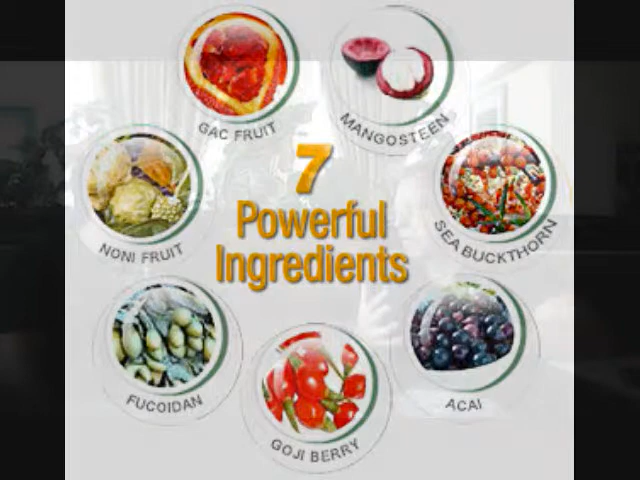 GAC FRUIT
MANGOSTEEN
7
Powerful
Ingredients
NONI FRUIT
SEA BUCKTHORN
FUCOIDAN
ACAI
GOJI BERRY